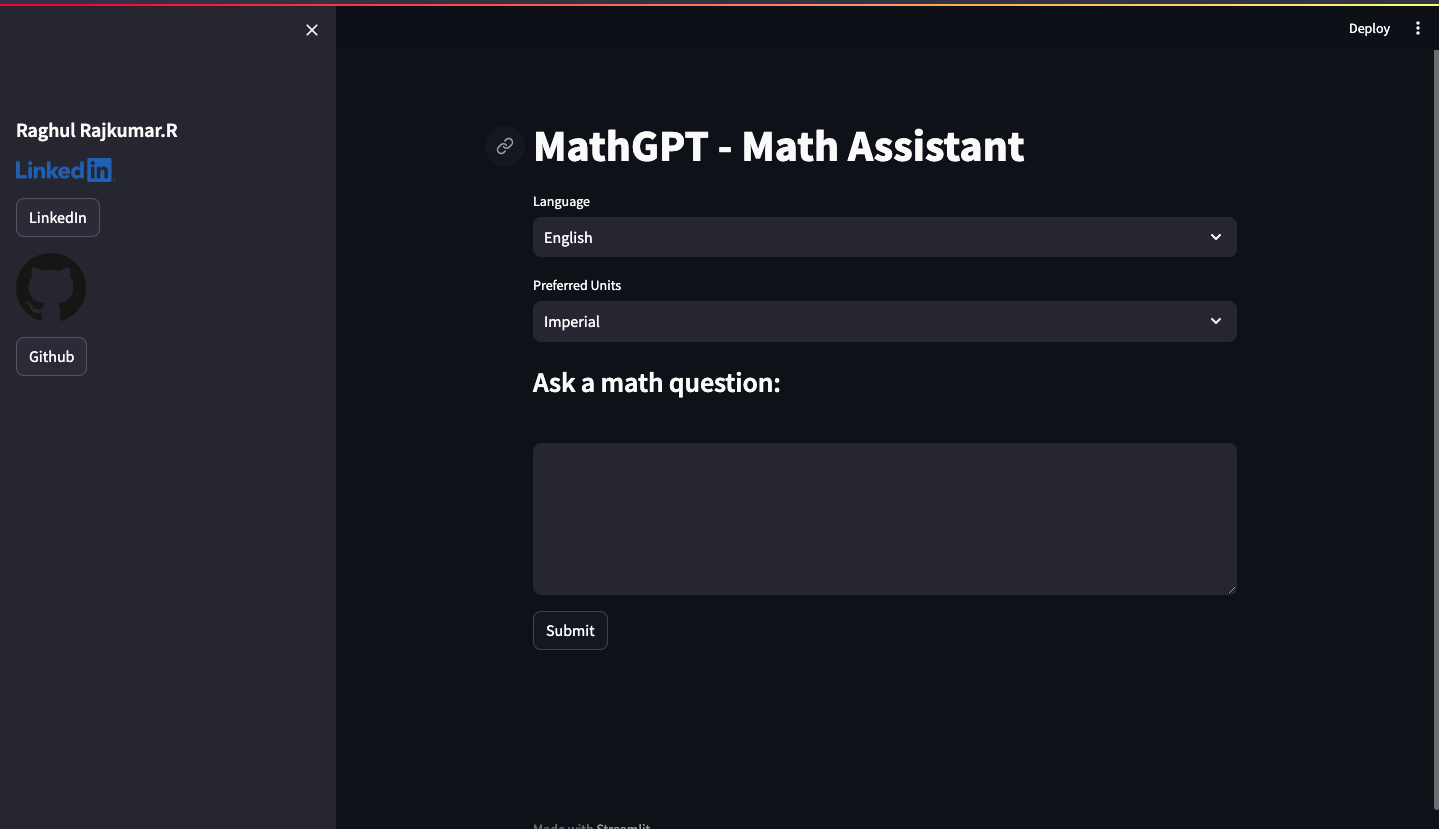 Deploy
Raghul Rajkumar.R
LinkedIn
LinkedIn
Github
MathGPT - Math Assistant
Language
English
Preferred Units
Imperial
Ask a math question:
Submit
Made with Streamlit